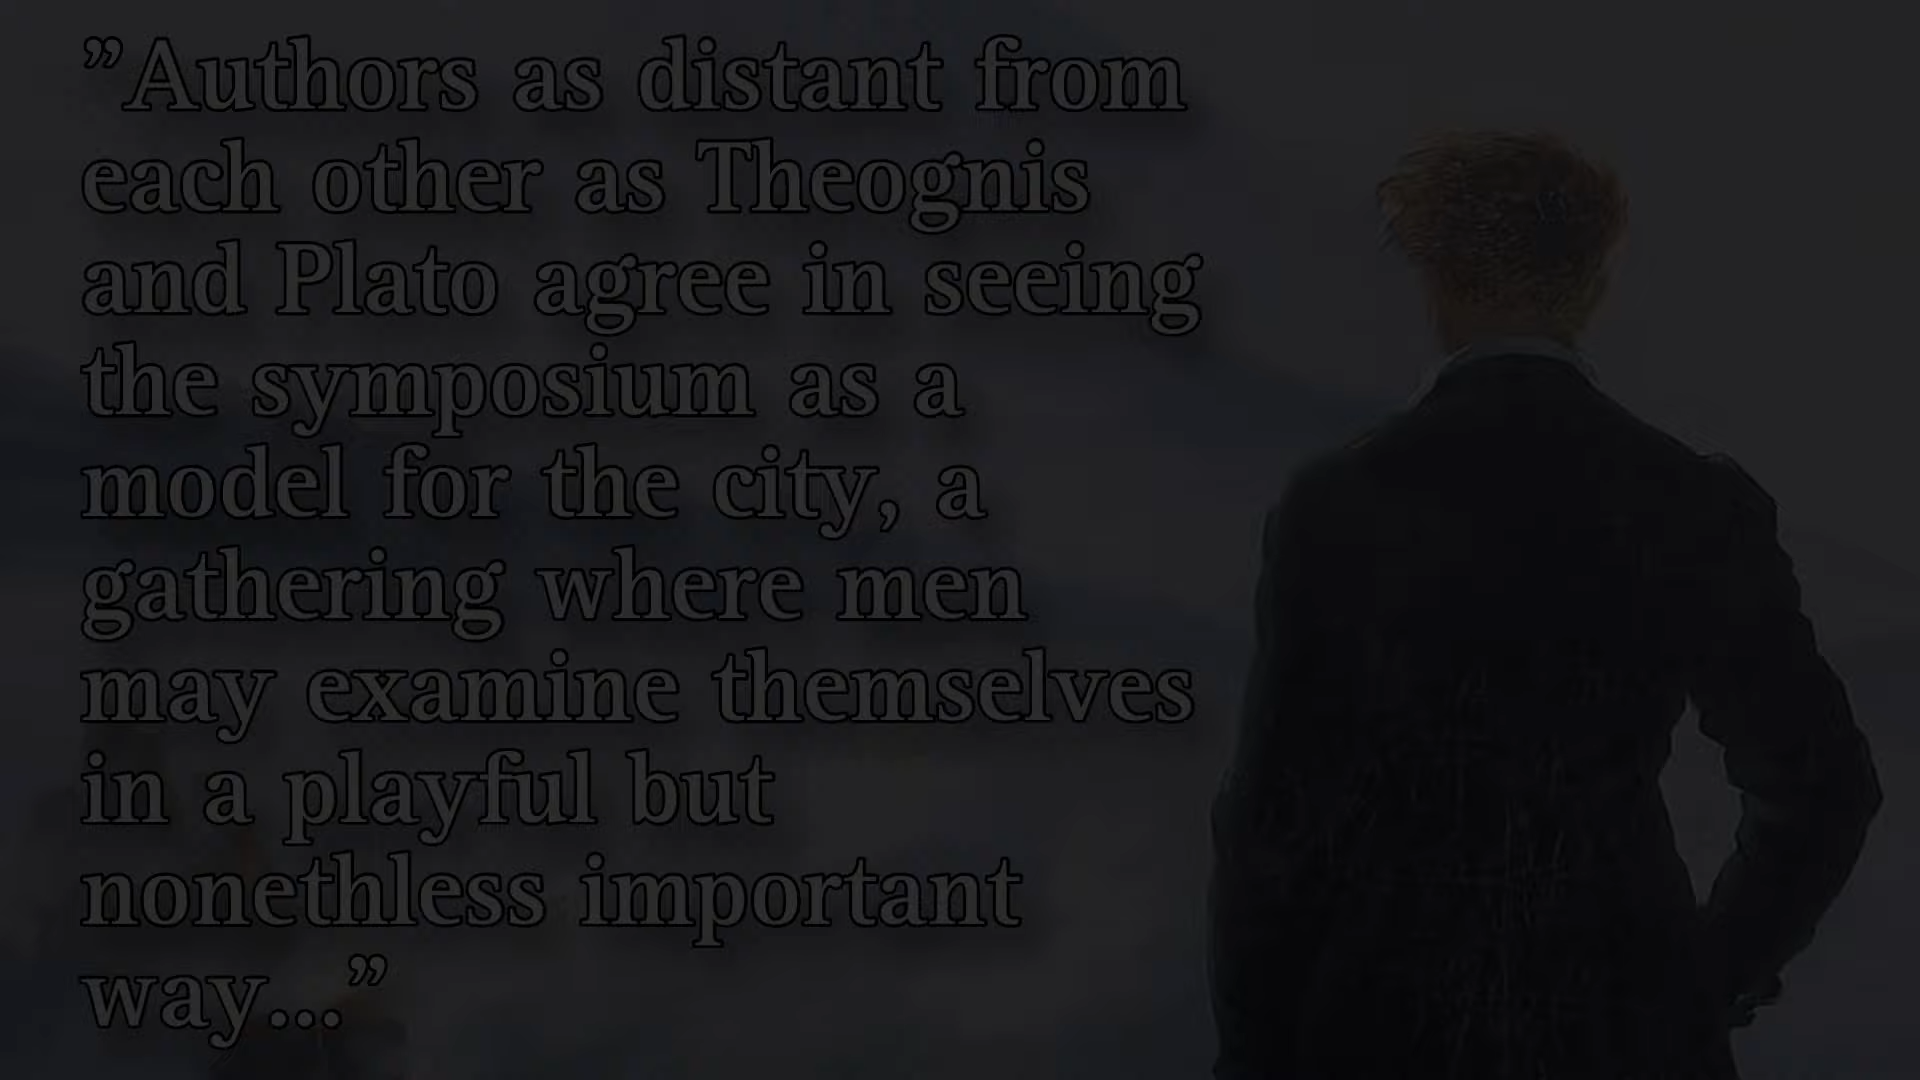 ”Authors as distant from
each other as Theognis
and Plato agree in seeing
the symposium as a
model for the city, a
gathering where men
may examine themselves
in a playful but
nonethless important
way...”